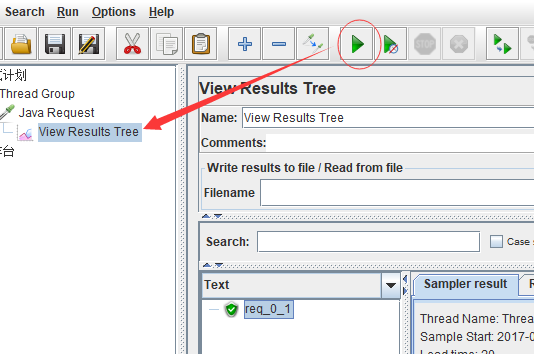 Search Run Options Help
STOP
计划
Thread Group
Java Request
View Results Tree
台
View Results Tree
Name: View Results Tree
Comments:
Write results to file / Read from file
Filename
Search:
Case
Text
Sampler result
req_0_1
Thread Name: Threa
Sample Start: 2017-0
Load time: 20